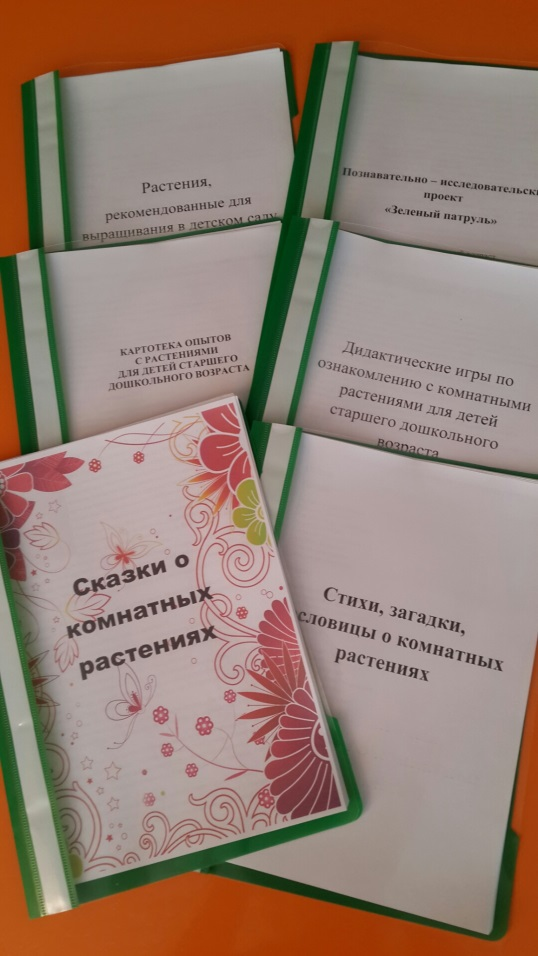 Растения,
рекомендованные для
выращивания в детском саду
Познавательно – исследовательский
проект
«Зеленый патруль»
КАРТОТЕКА ОПЫТОВ
С РАСТЕНИЯМИ
ДЛЯ ДЕТЕЙ СТАРШЕГО
ДОШКОЛЬНОГО ВОЗРАСТА
Дидактические игры по
ознакомлению с комнатными
растениями для детей
старшего дошкольного
возраста
Сказки о
комнатных
растениях
Стихи, загадки,
словицы о комнатных
растениях